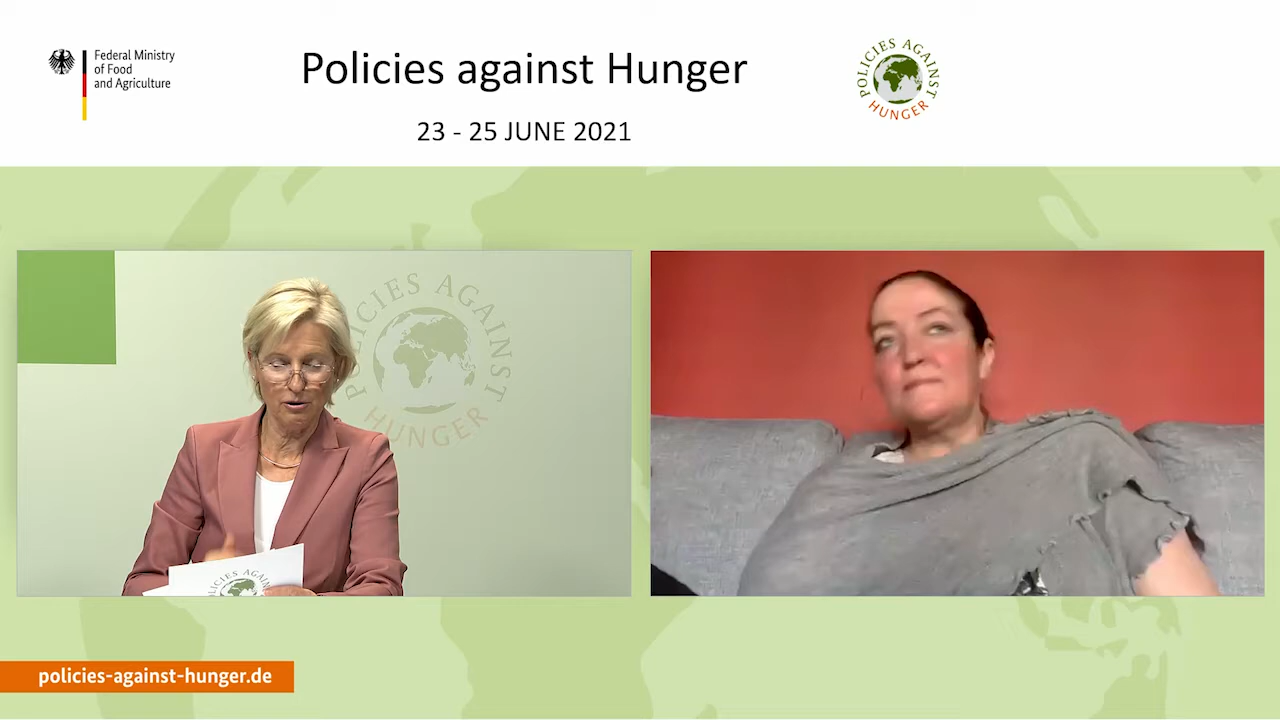 Federal Ministry
of Food
and Agriculture
Policies against Hunger
23 - 25 JUNE 2021
POLICIES AGAINST
HUNGER
POLICIES AGAINST
HUNGER
policies-against-hunger.de